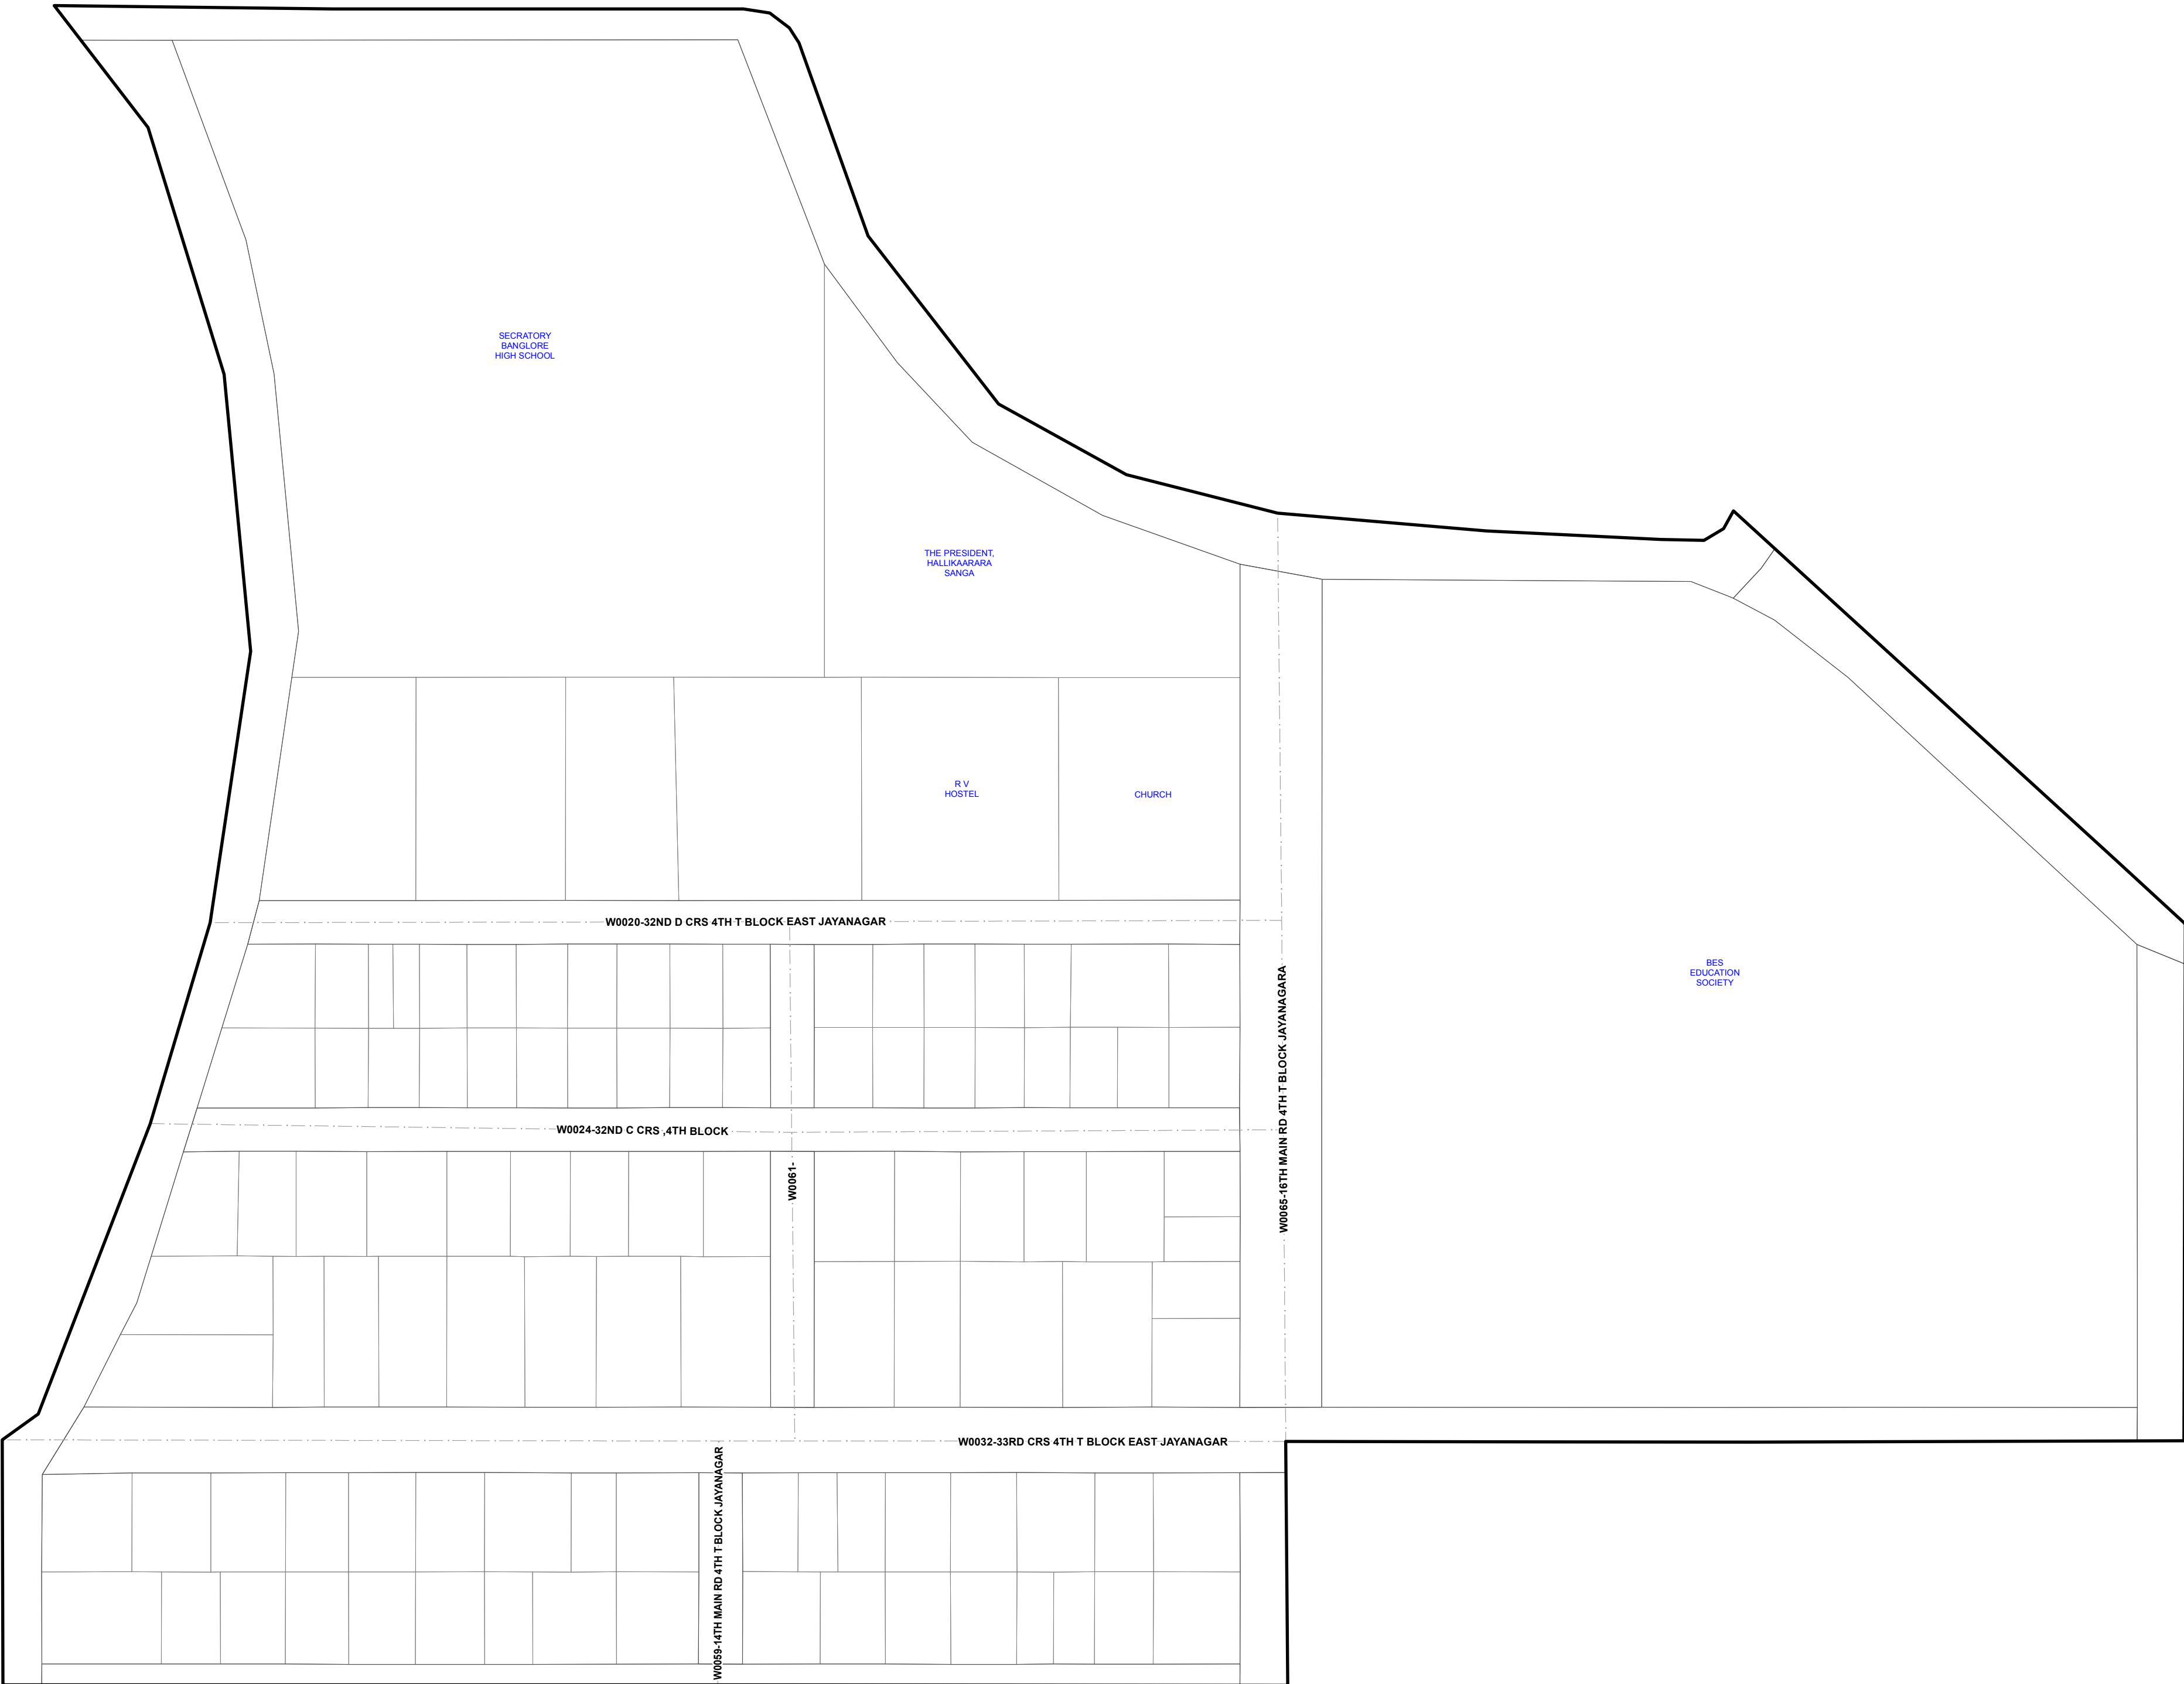 SECRATORY
BANGLORE
HIGH SCHOOL
THE PRESIDENT,
HALLIKAARARA
SANGA
R V
HOSTEL
CHURCH
W0020-32ND D CRS 4TH T BLOCK EAST JAYANAGAR
BES
EDUCATION
SOCIETY
W0065-16TH MAIN RD 4TH T BLOCK JAYANAGARA
W0024-32ND C CRS ,4TH BLOCK
W0061-
W0032-33RD CRS 4TH T BLOCK EAST JAYANAGAR
W0059-14TH MAIN RD 4TH T BLOCK JAYANAGAR